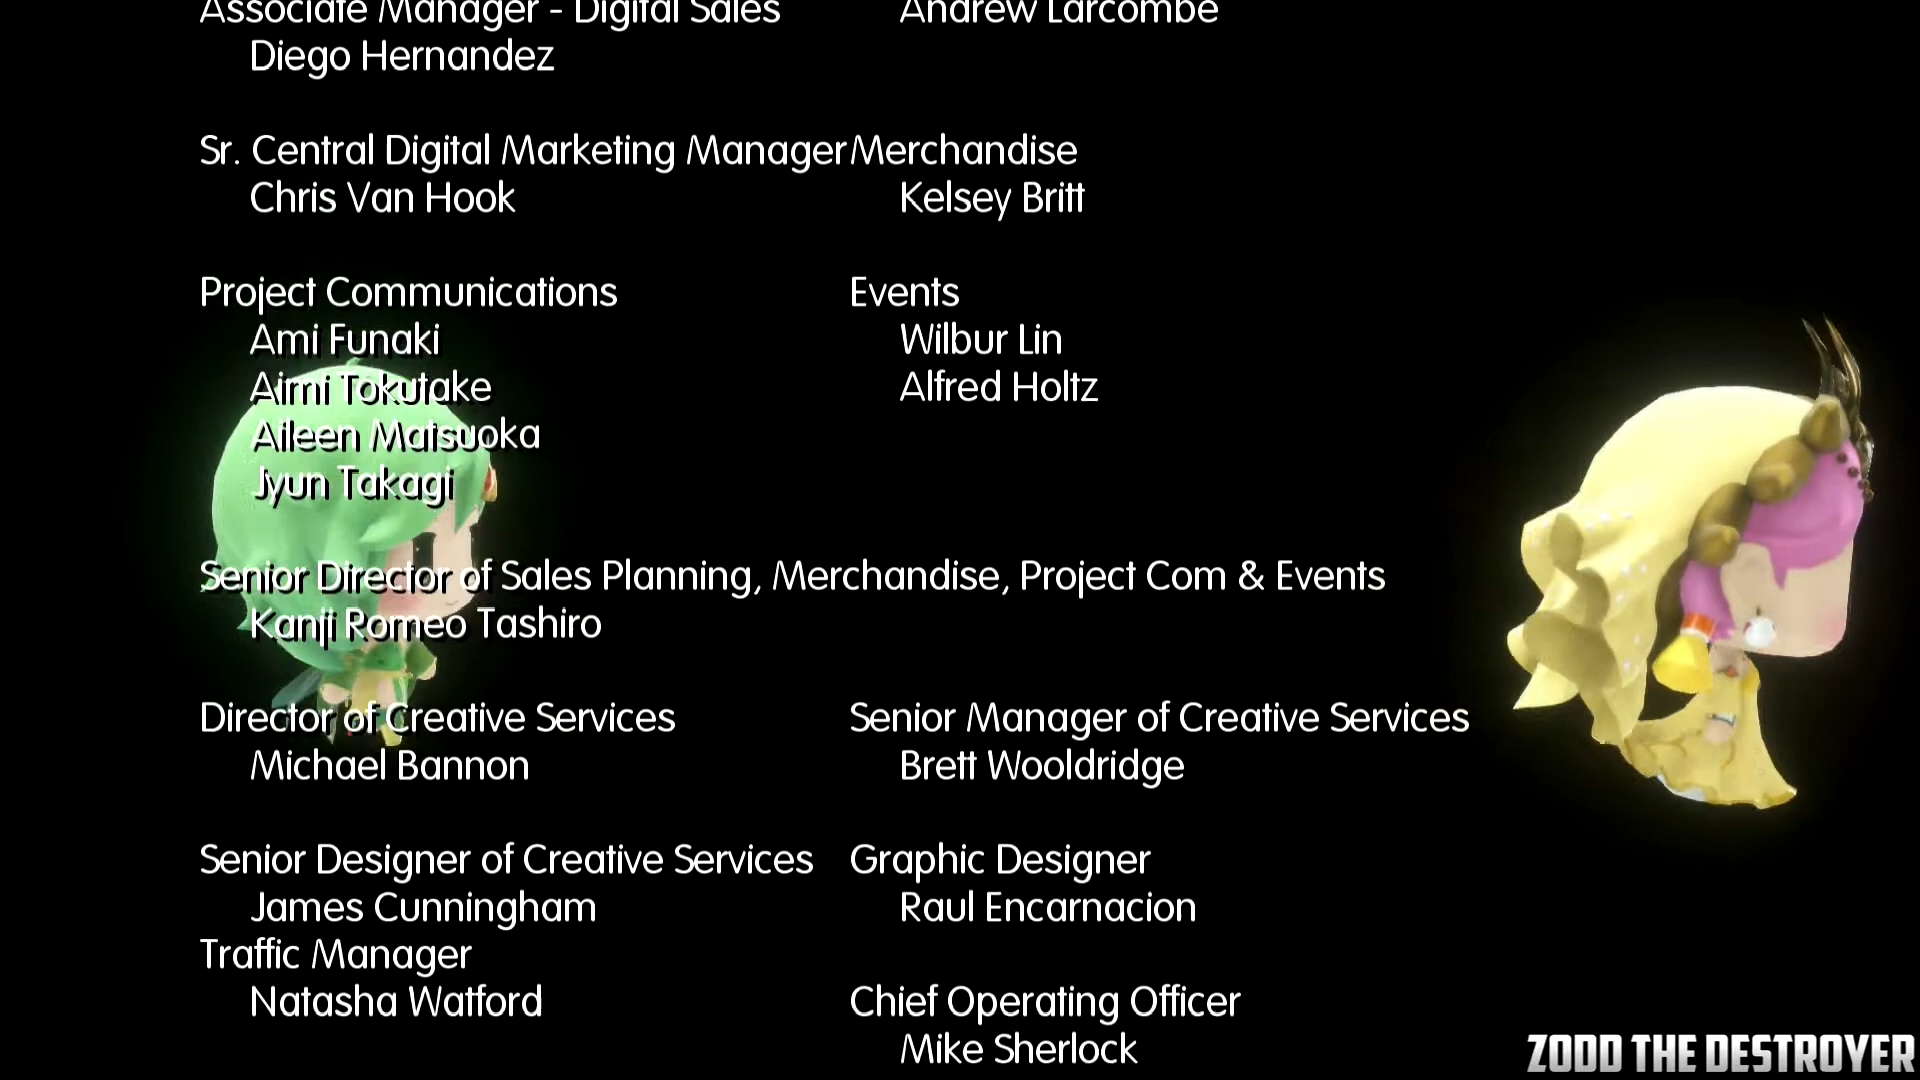 Associate Manager - Digital Sales
Diego Hernandez
Andrew Larcombe
Sr. Central Digital Marketing Manager
Chris Van Hook
Merchandise
Kelsey Britt
Project Communications
Ami Funaki
Aimi Tokutake
Aileen Matsuoka
Jyun Takagi
Events
Wilbur Lin
Alfred Holtz
Senior Director of Sales Planning, Merchandise, Project Com & Events
Kanji Romeo Tashiro
Director of Creative Services
Michael Bannon
Senior Manager of Creative Services
Brett Wooldridge
Senior Designer of Creative Services
James Cunningham
Graphic Designer
Raul Encarnacion
Traffic Manager
Natasha Watford
Chief Operating Officer
Mike Sherlock
ZODD THE DESTROYER